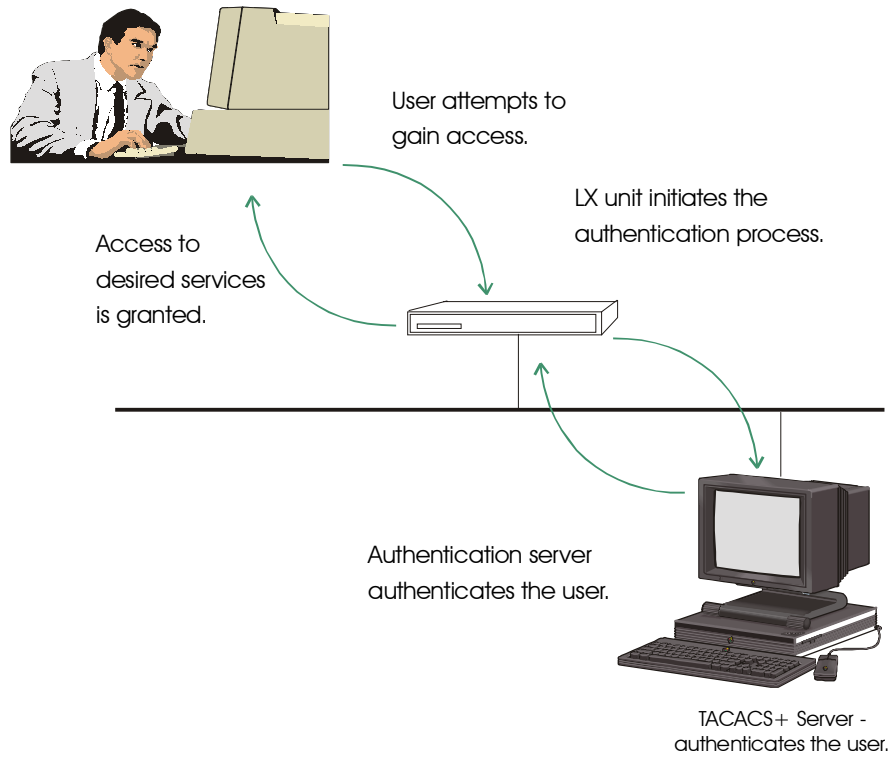 User attempts to
gain access.
LX unit initiates the
authentication process.
Access to
desired services
is granted.
Authentication server
authenticates the user.
TACACS+ Server -
authenticates the user.